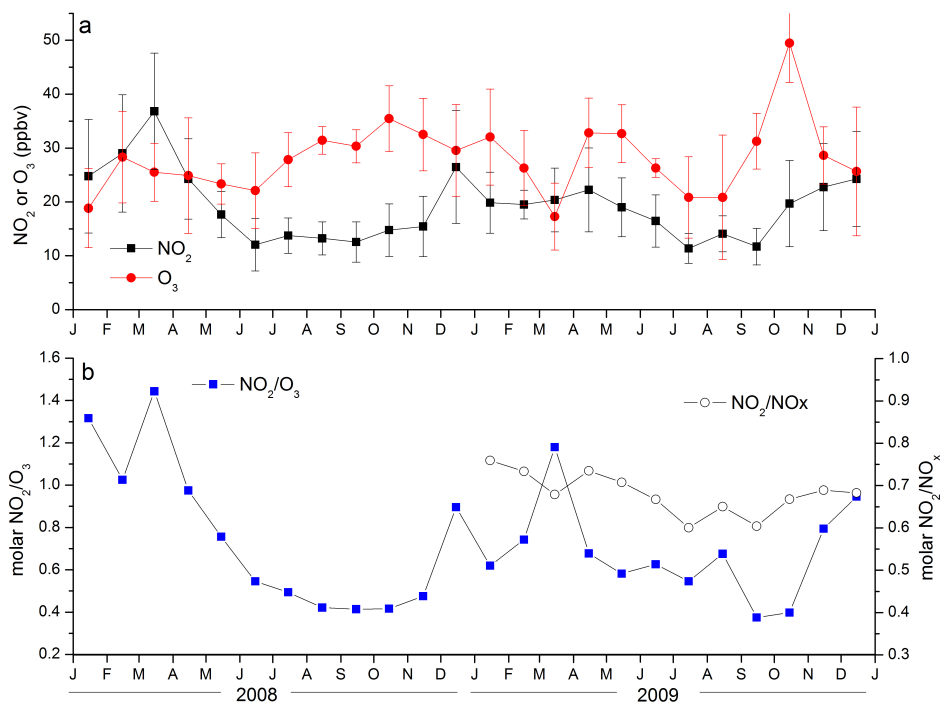 a
NO2 or O3 (ppbv)
50
40
30
20
10
0
NO2
O3
J F M A M J J A S O N D J F M A M J J A S O N D J
b
molar NO2/O3
1.6
1.4
1.2
1.0
0.8
0.6
0.4
0.2
NO2/O3
NO2/NOx
1.0
0.9
0.8
0.7
0.6
0.5
0.4
0.3
molar NO2/NOx
J F M A M J J A S O N D J F M A M J J A S O N D J
2008 2009